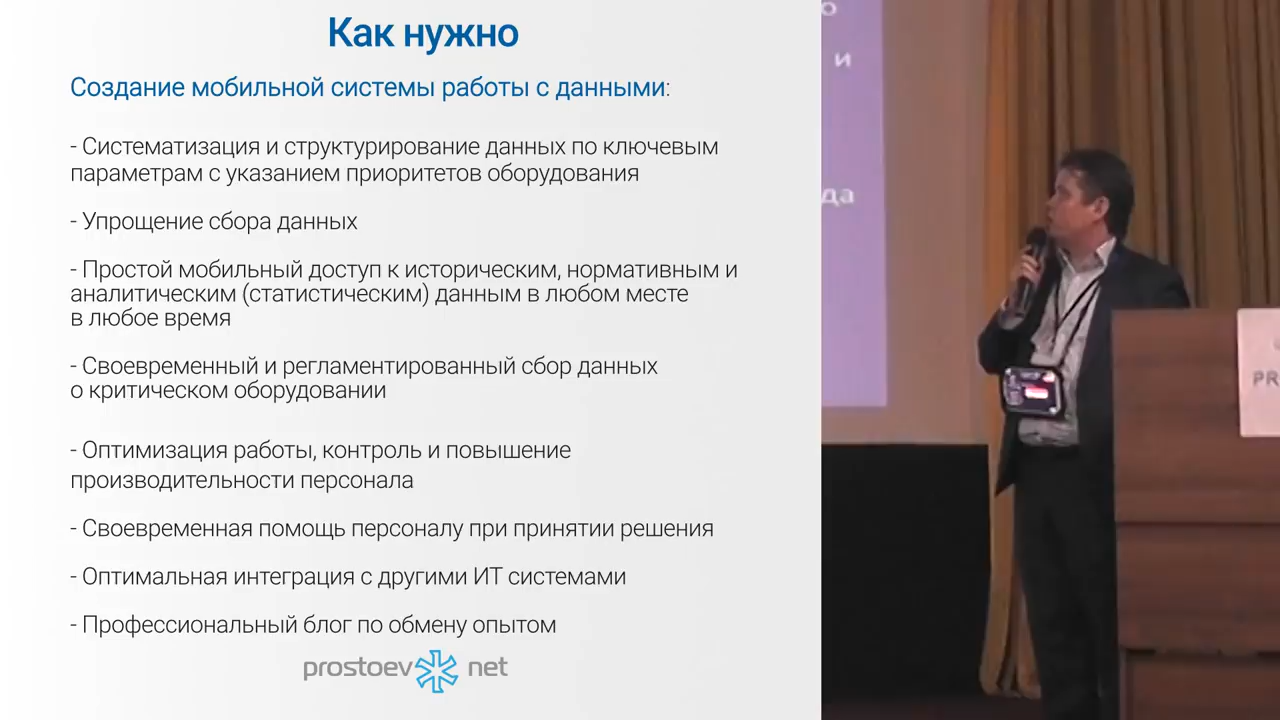 Как нужно
Создание мобильной системы работы с данными:
- Систематизация и структурирование данных по ключевым
параметрам с указанием приоритетов оборудования
- Упрощение сбора данных
- Простой мобильный доступ к историческим, нормативным и
аналитическим (статистическим) данным в любом месте
в любое время
- Своевременный и регламентированный сбор данных
о критическом оборудовании
- Оптимизация работы, контроль и повышение
производительности персонала
- Своевременная помощь персоналу при принятии решения
- Оптимальная интеграция с другими ИТ системами
- Профессиональный блог по обмену опытом
prostoev net
о
и
да
PR